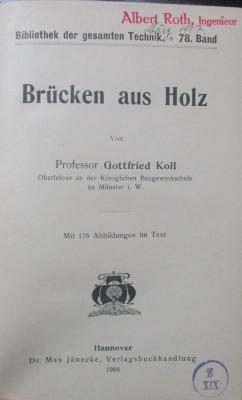 Albert Roth, Ingenieur
Bibliothek der gesamten Technik. 78. Band
Brücken aus Holz
Von
Professor Gottfried Koll
Oberlehrer an der Königlichen Baugewerkschule
zu Münster i. W.
Mit 176 Abbildungen im Text
Hannover
Dr. Max Jänecke, Verlagsbuchhandlung
1908
Z
XIX